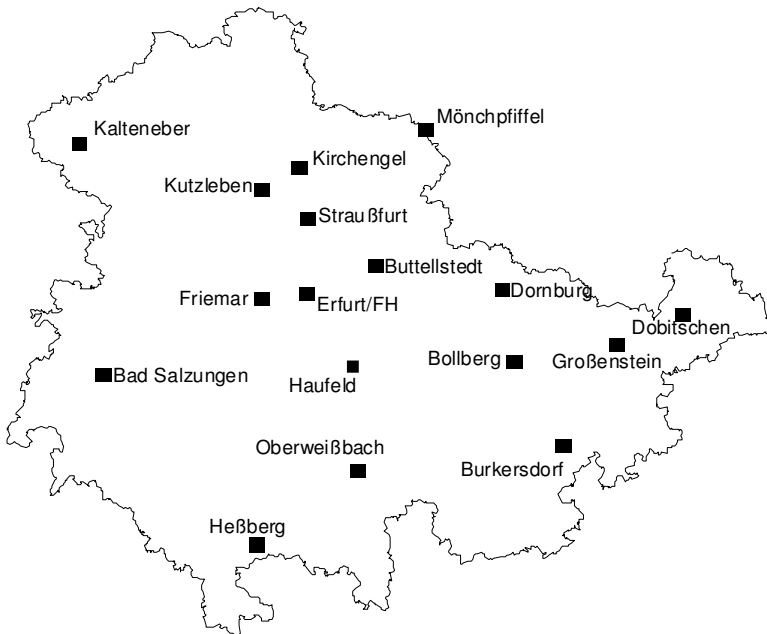 Mönchpfiffel
Kalteneber
Kirchengel
Kutzleben
Straußfurt
Buttellstedt
Dornburg
Friemar
Erfurt/FH
Dobitschen
Bollberg
Großenstein
Bad Salzungen
Haufeld
Oberweißbach
Burkersdorf
Heßberg